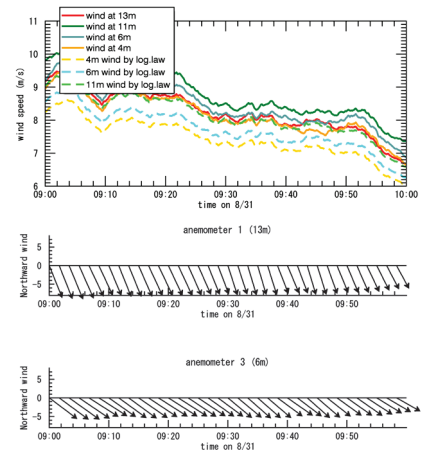 11
10
9
8
7
6
wind speed (m/s)
wind at 13m
wind at 11m
wind at 6m
wind at 4m
4m wind by log.law
6m wind by log.law
11m wind by log.law
09:00 09:10 09:20 09:30 09:40 09:50 10:00
time on 8/31
anemometer 1 (13m)
Northward wind
5
0
-5
09:00 09:10 09:20 09:30 09:40 09:50
time on 8/31
anemometer 3 (6m)
Northward wind
5
0
-5
09:00 09:10 09:20 09:30 09:40 09:50
time on 8/31